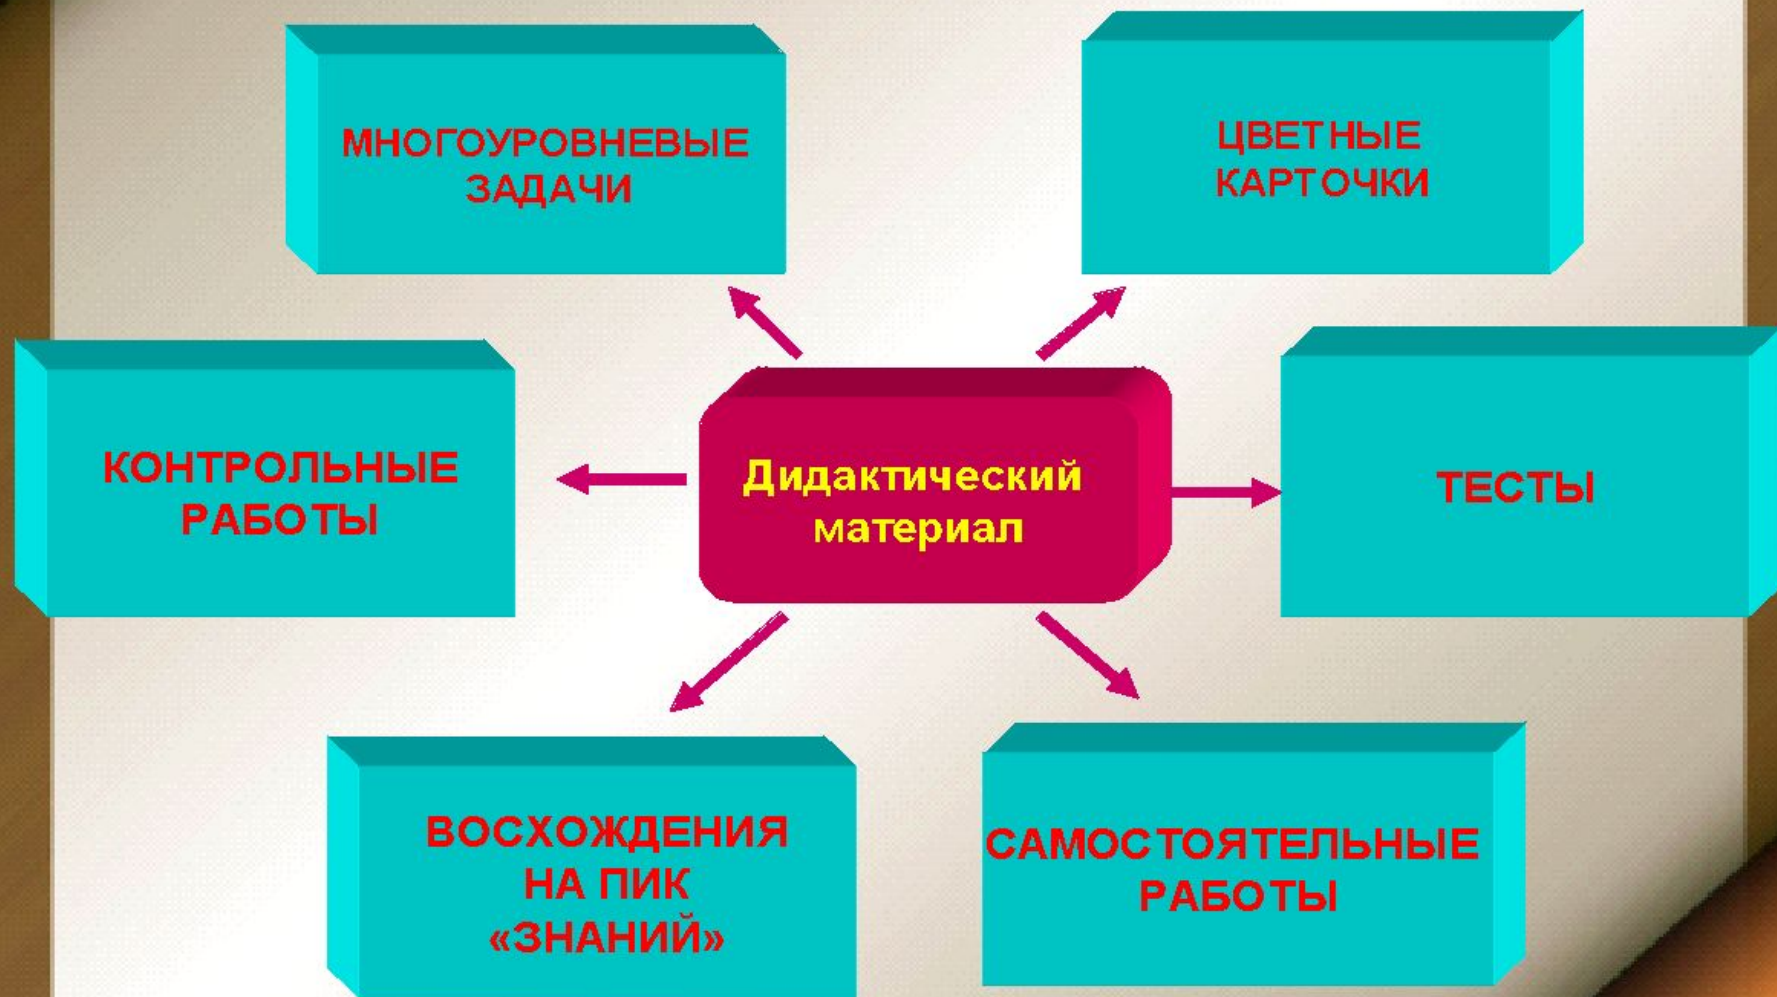 МНОГОУРОВНЕВЫЕ
ЗАДАЧИ
ЦВЕТНЫЕ
КАРТОЧКИ
КОНТРОЛЬНЫЕ
РАБОТЫ
Дидактический
материал
ТЕСТЫ
ВОСХОЖДЕНИЯ
НА ПИК
«ЗНАНИЙ»
САМОСТОЯТЕЛЬНЫЕ
РАБОТЫ